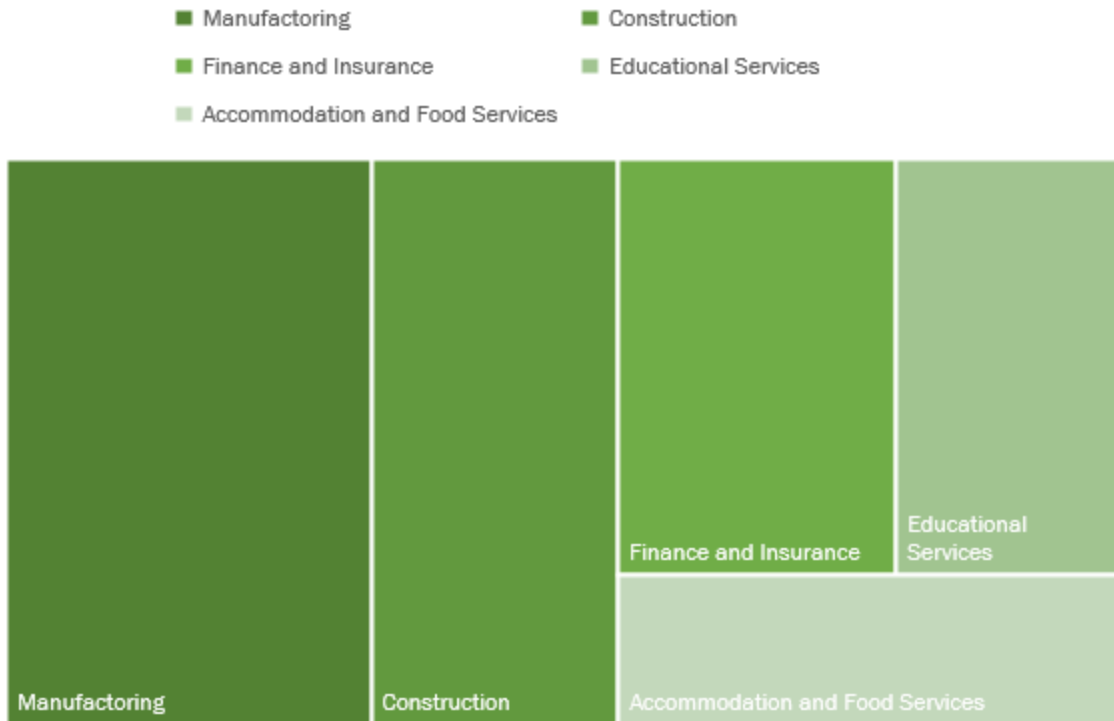 Manufactoring
Construction
Finance and Insurance
Educational Services
Accommodation and Food Services
Manufactoring
Construction
Finance and Insurance
Educational
Services
Accommodation and Food Services